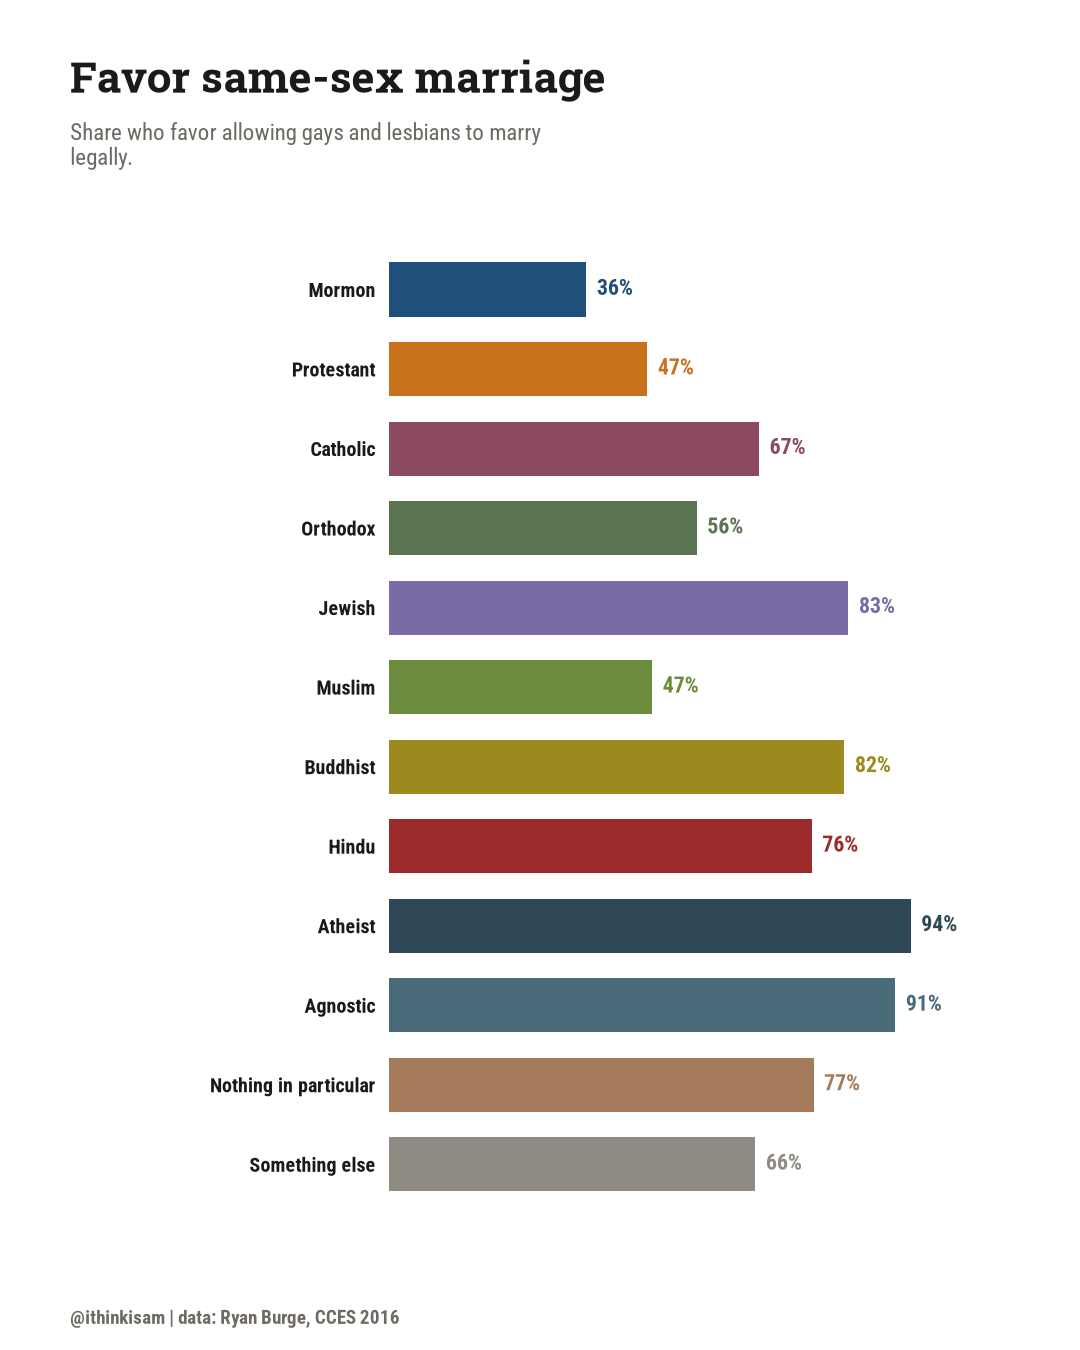 Favor same-sex marriage
Share who favor allowing gays and lesbians to marry
legally.
Mormon 36%
Protestant 47%
Catholic 67%
Orthodox 56%
Jewish 83%
Muslim 47%
Buddhist 82%
Hindu 76%
Atheist 94%
Agnostic 91%
Nothing in particular 77%
Something else 66%
@ithinkisam | data: Ryan Burge, CCES 2016